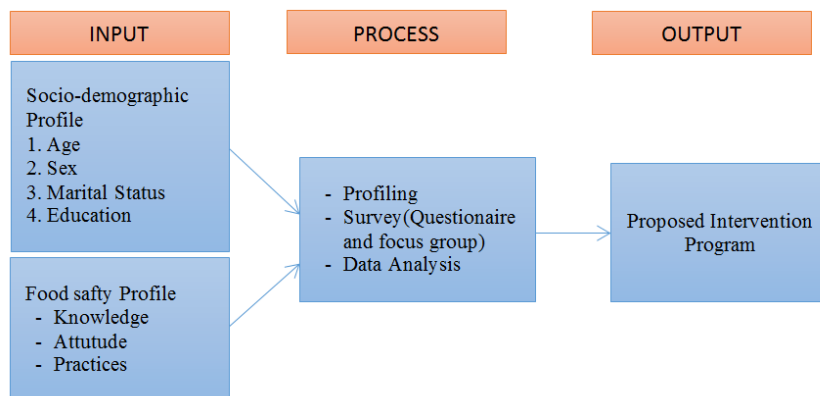 INPUT
PROCESS
OUTPUT
Socio-demographic
Profile
1. Age
2. Sex
3. Marital Status
4. Education
Food safty Profile
- Knowledge
- Attutude
- Practices
- Profiling
- Survey(Questionaire
and focus group)
- Data Analysis
Proposed Intervention
Program